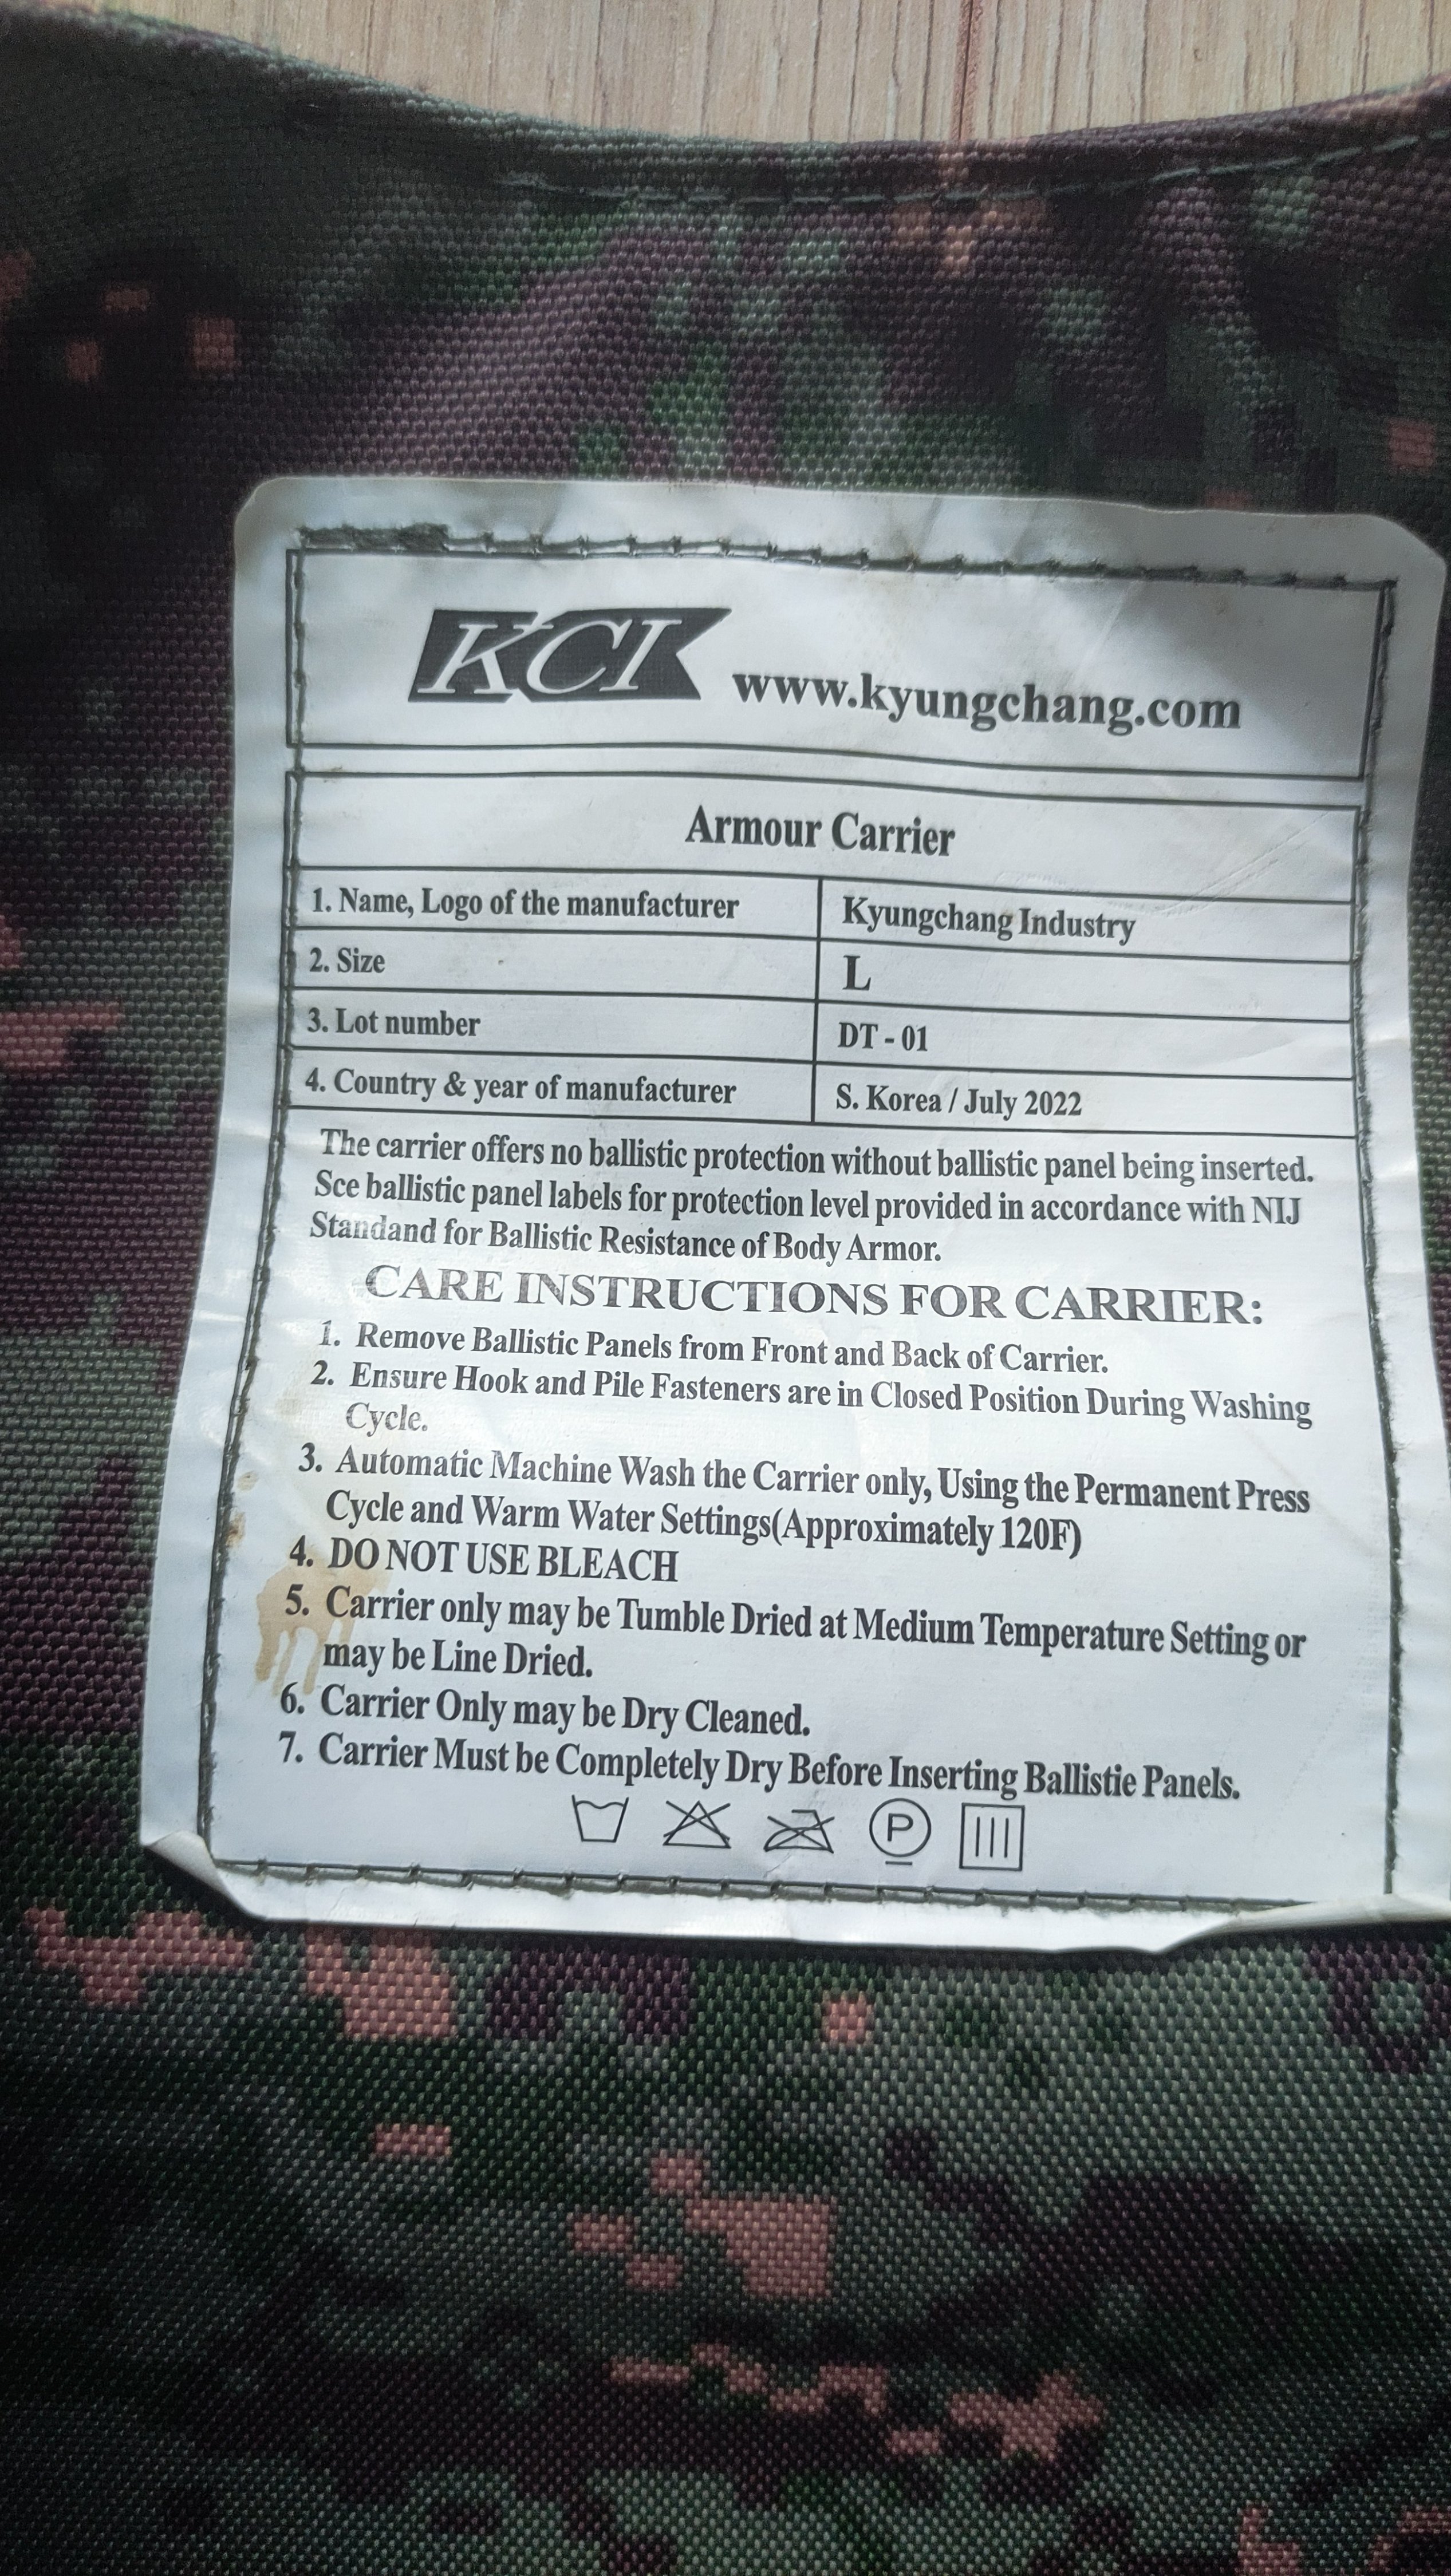 KCI www.kyungchang.com
Armour Carrier
1. Name, Logo of the manufacturer Kyungchang Industry
2. Size L
3. Lot number DT - 01
4. Country & year of manufacturer S. Korea / July 2022
The carrier offers no ballistic protection without ballistic panel being inserted.
Sce ballistic panel labels for protection level provided in accordance with NIJ
Standand for Ballistic Resistance of Body Armor.
CARE INSTRUCTIONS FOR CARRIER:
1. Remove Ballistic Panels from Front and Back of Carrier.
2. Ensure Hook and Pile Fasteners are in Closed Position During Washing
Cycle.
3. Automatic Machine Wash the Carrier only, Using the Permanent Press
Cycle and Warm Water Settings(Approximately 120F)
4. DO NOT USE BLEACH
5. Carrier only may be Tumble Dried at Medium Temperature Setting or
may be Line Dried.
6. Carrier Only may be Dry Cleaned.
7. Carrier Must be Completely Dry Before Inserting Ballistie Panels.
P